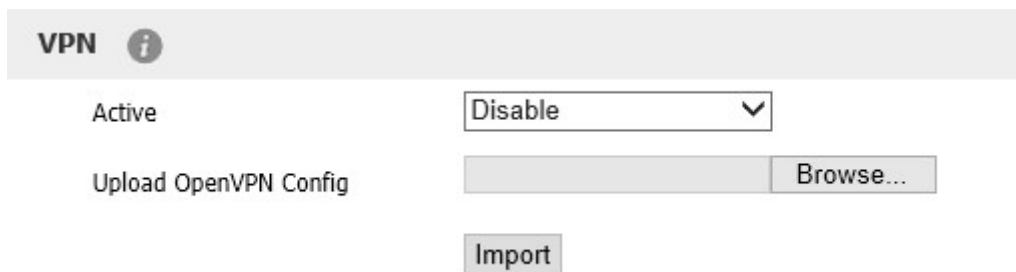 VPN i
Active Disable
Upload OpenVPN Config Browse...
Import